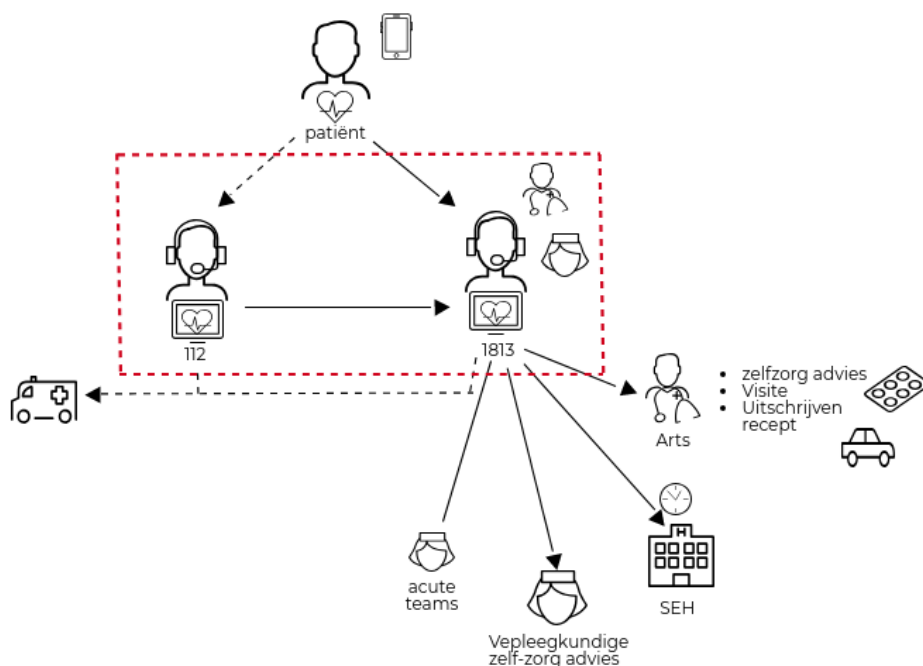 patiënt
112
1813
Arts
• zelfzorg advies
• Visite
• Uitschrijven
recept
acute
teams
H
SEH
Vepleegkundige
zelf-zorg advies